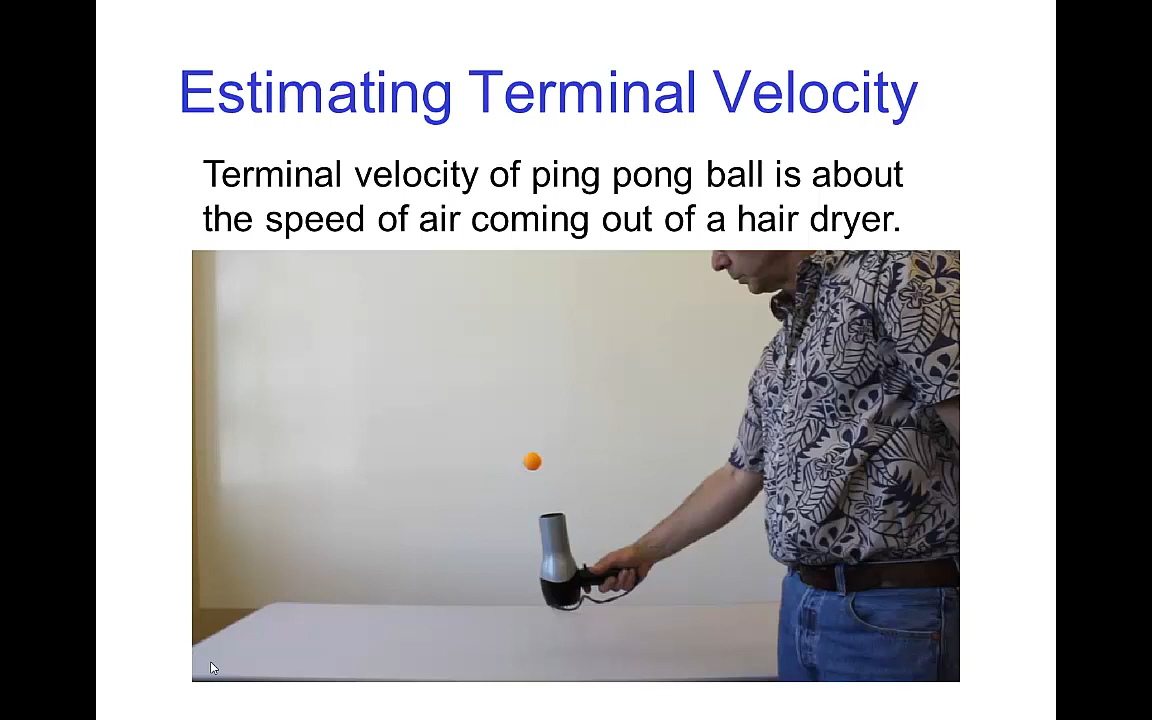 Estimating Terminal Velocity
Terminal velocity of ping pong ball is about
the speed of air coming out of a hair dryer.